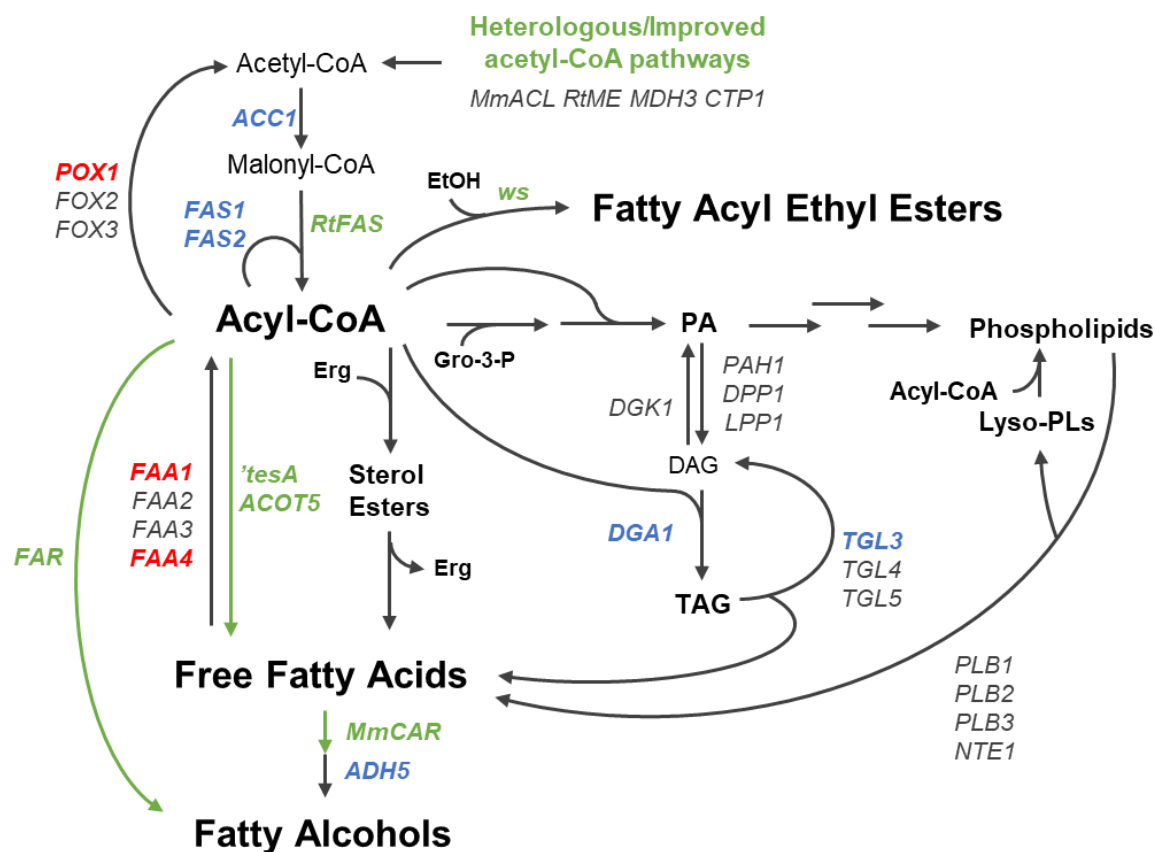 Heterologous/Improved
acetyl-CoA pathways
MmACL RtME MDH3 CTP1
Acetyl-CoA
ACC1
Malonyl-CoA
POX1
FOX2
FOX3
FAS1
FAS2
RtFAS
EtOH
ws
Fatty Acyl Ethyl Esters
Acyl-CoA
Gro-3-P
PA
Phospholipids
Erg
DGK1
PAH1
DPP1
LPP1
Acyl-CoA
Lyso-PLs
DAG
FAR
FAA1
FAA2
FAA3
FAA4
'tesA
ACOT5
Sterol
Esters
Erg
DGA1
TGL3
TGL4
TGL5
TAG
Free Fatty Acids
PLB1
PLB2
PLB3
NTE1
MmCAR
ADH5
Fatty Alcohols